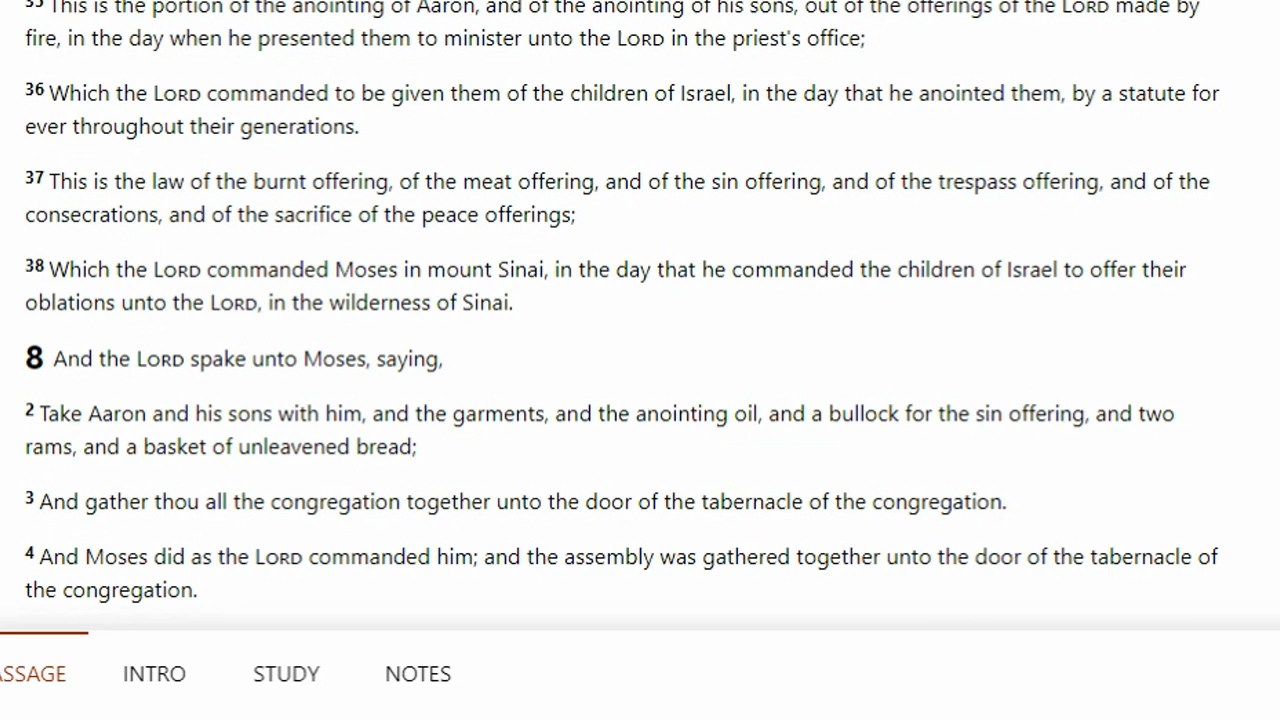 35 This is the portion of the anointing of Aaron, and of the anointing of his sons, out of the offerings of the LORD made by
fire, in the day when he presented them to minister unto the LORD in the priest's office;
36 Which the LORD commanded to be given them of the children of Israel, in the day that he anointed them, by a statute for
ever throughout their generations.
37 This is the law of the burnt offering, of the meat offering, and of the sin offering, and of the trespass offering, and of the
consecrations, and of the sacrifice of the peace offerings;
38 Which the LORD commanded Moses in mount Sinai, in the day that he commanded the children of Israel to offer their
oblations unto the LORD, in the wilderness of Sinai.
8 And the LORD spake unto Moses, saying,
2 Take Aaron and his sons with him, and the garments, and the anointing oil, and a bullock for the sin offering, and two
rams, and a basket of unleavened bread;
3 And gather thou all the congregation together unto the door of the tabernacle of the congregation.
4 And Moses did as the LORD commanded him; and the assembly was gathered together unto the door of the tabernacle of
the congregation.
ASSAGE INTRO STUDY NOTES